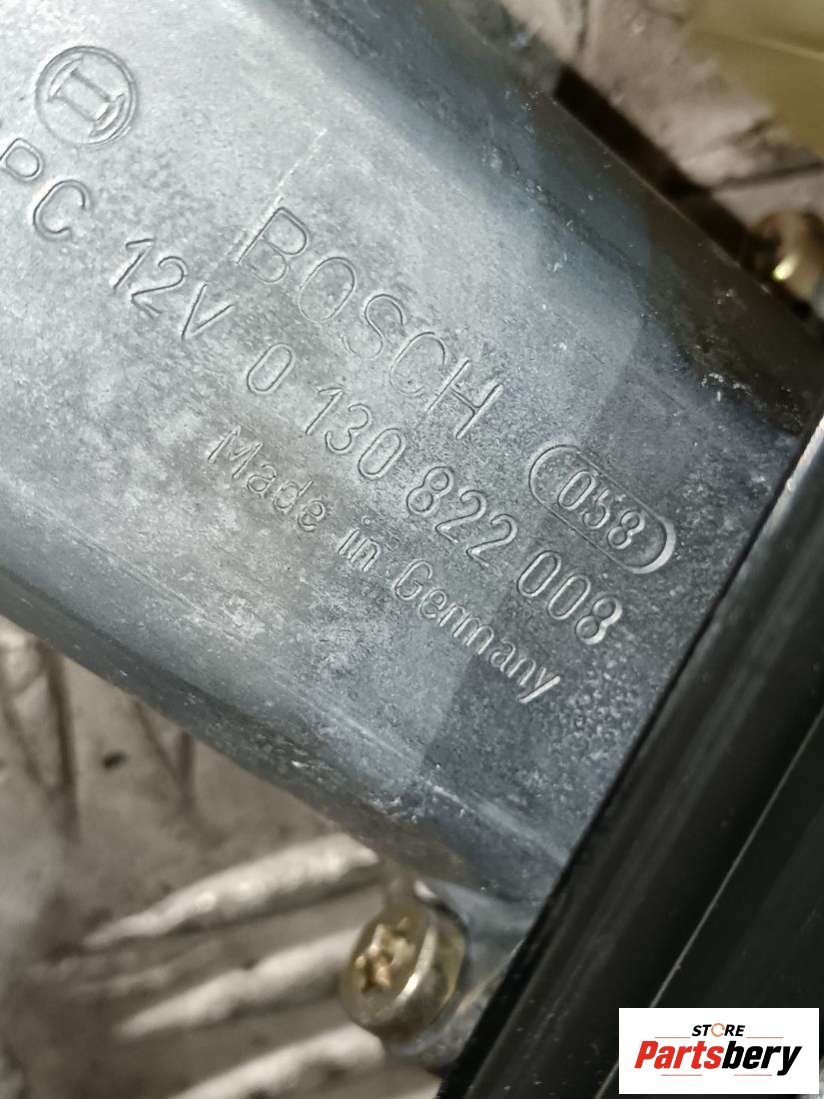 BOSCH
058
PC 12V 0 130 822 008
Made in Germany
STORE
Partsbery